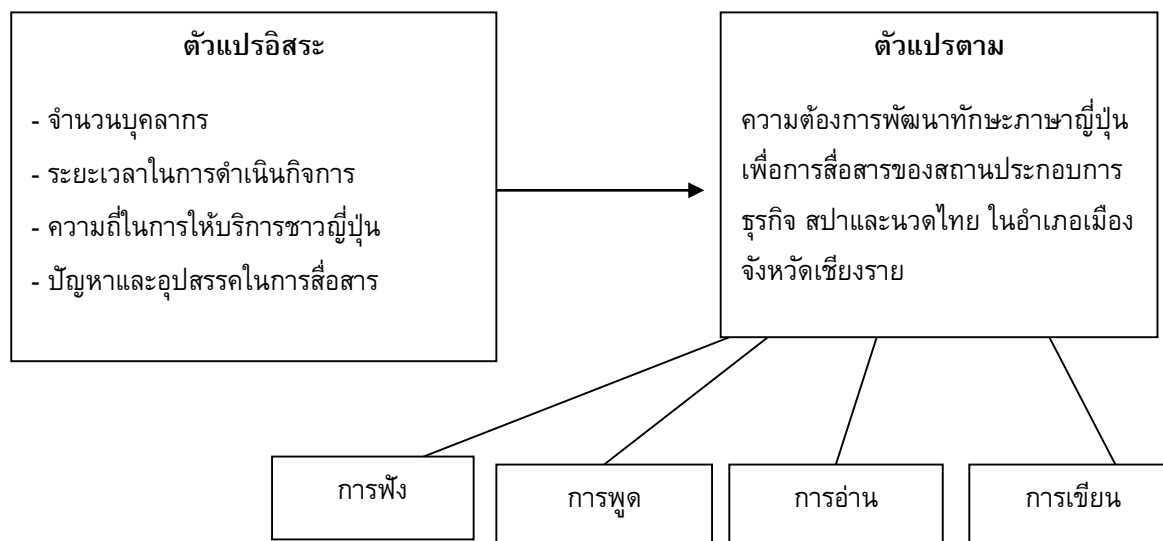 ตัวแปรอิสระ
- จำนวนบุคลากร
- ระยะเวลาในการดำเนินกิจการ
- ความถี่ในการให้บริการชาวญี่ปุ่น
- ปัญหาและอุปสรรคในการสื่อสาร
ตัวแปรตาม
ความต้องการพัฒนาทักษะภาษาญี่ปุ่น
เพื่อการสื่อสารของสถานประกอบการ
ธุรกิจ สปาและนวดไทย ในอำเภอเมือง
จังหวัดเชียงราย
การฟัง
การพูด
การอ่าน
การเขียน